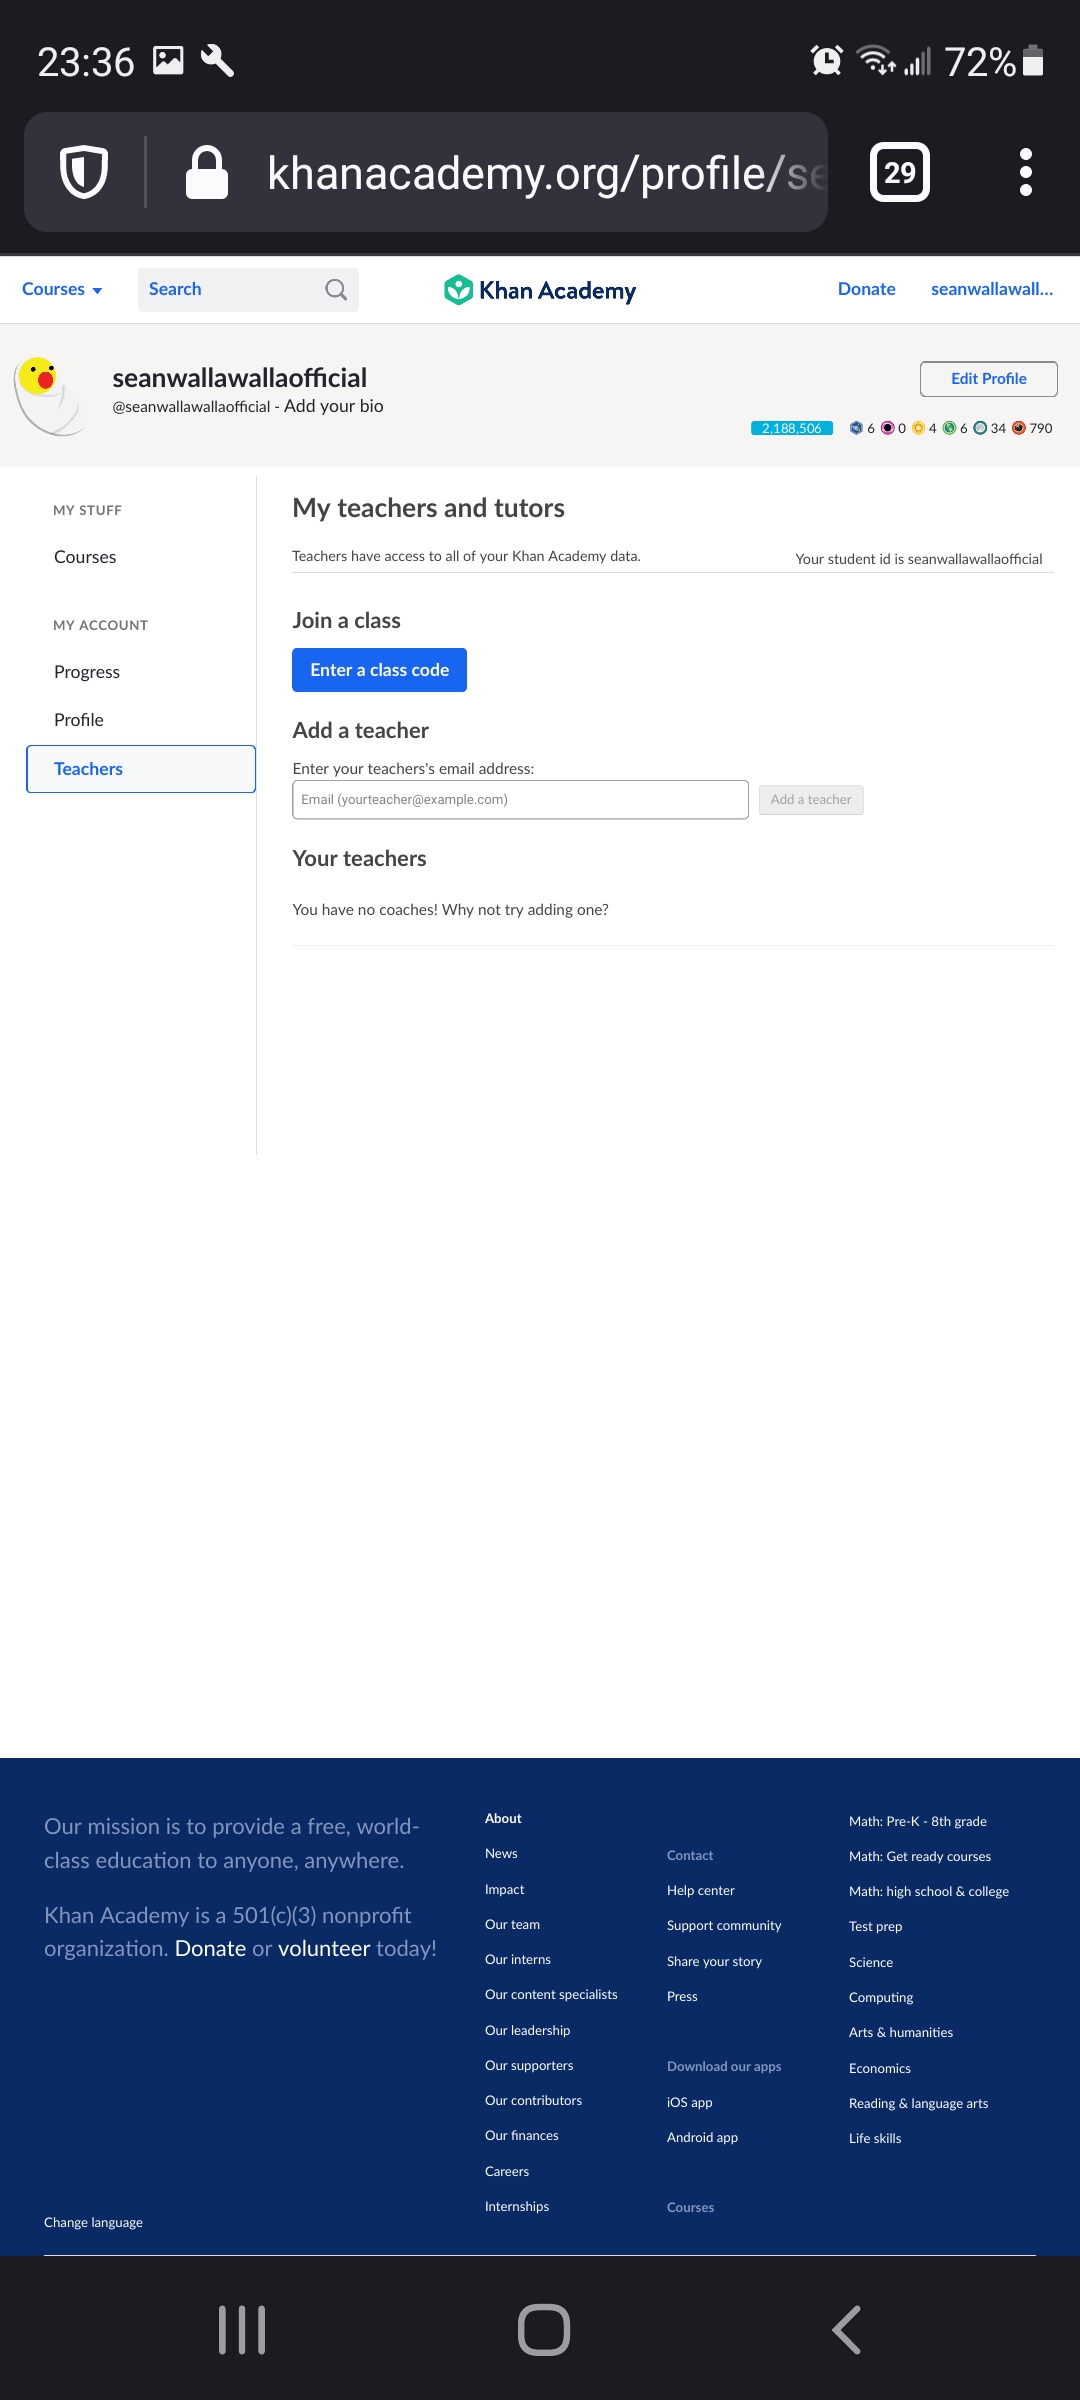 23:36
72%
khanacademy.org/profile/se
29
Courses
Search
Khan Academy
Donate
seanwallawall...
seanwallawallaofficial
@seanwallawallaofficial - Add your bio
Edit Profile
2,188,506 6 0 4 6 34 790
MY STUFF
Courses
MY ACCOUNT
Progress
Profile
Teachers
My teachers and tutors
Teachers have access to all of your Khan Academy data.
Your student id is seanwallawallaofficial
Join a class
Enter a class code
Add a teacher
Enter your teachers's email address:
Email (yourteacher@example.com)
Add a teacher
Your teachers
You have no coaches! Why not try adding one?
Our mission is to provide a free, world-
class education to anyone, anywhere.
Khan Academy is a 501(c)(3) nonprofit
organization. Donate or volunteer today!
Change language
About
News
Impact
Our team
Our interns
Our content specialists
Our leadership
Our supporters
Our contributors
Our finances
Careers
Internships
Contact
Help center
Support community
Share your story
Press
Download our apps
iOS app
Android app
Courses
Math: Pre-K - 8th grade
Math: Get ready courses
Math: high school & college
Test prep
Science
Computing
Arts & humanities
Economics
Reading & language arts
Life skills